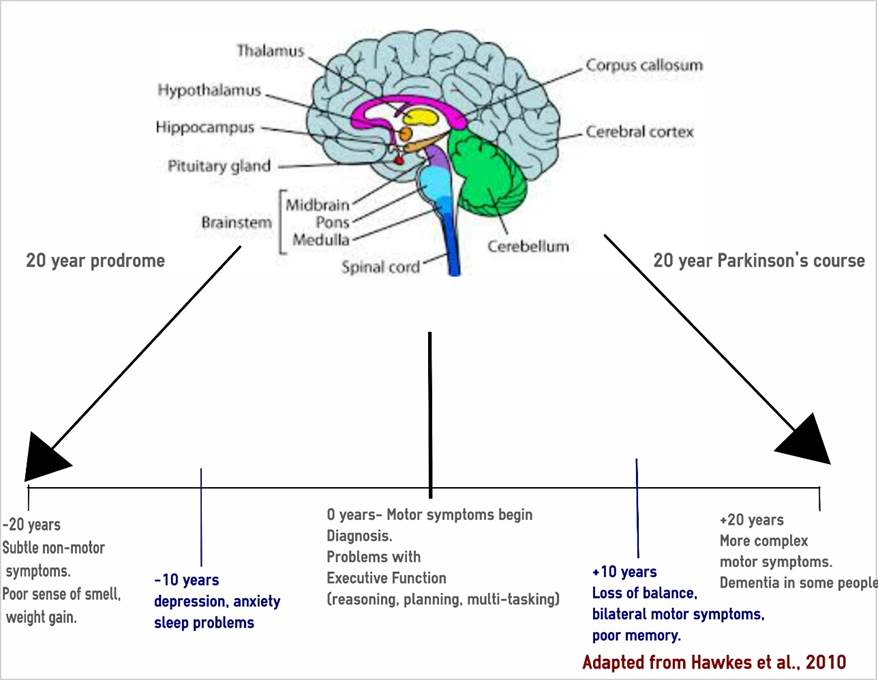 Thalamus
Corpus callosum
Hypothalamus
Hippocampus
Cerebral cortex
Pituitary gland
Midbrain
Brainstem
Pons
Medulla
Cerebellum
Spinal cord
20 year prodrome
20 year Parkinson's course
-20 years
Subtle non-motor
symptoms.
Poor sense of smell,
weight gain.
-10 years
depression, anxiety
sleep problems
0 years- Motor symptoms begin
Diagnosis.
Problems with
Executive Function
(reasoning, planning, multi-tasking)
+10 years
Loss of balance,
bilateral motor symptoms,
poor memory.
+20 years
More complex
motor symptoms.
Dementia in some people
Adapted from Hawkes et al., 2010